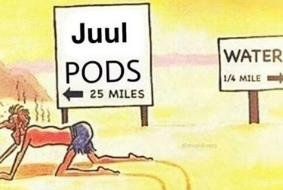 Juul
PODS
← 25 MILES
WATER
1/4 MILE →